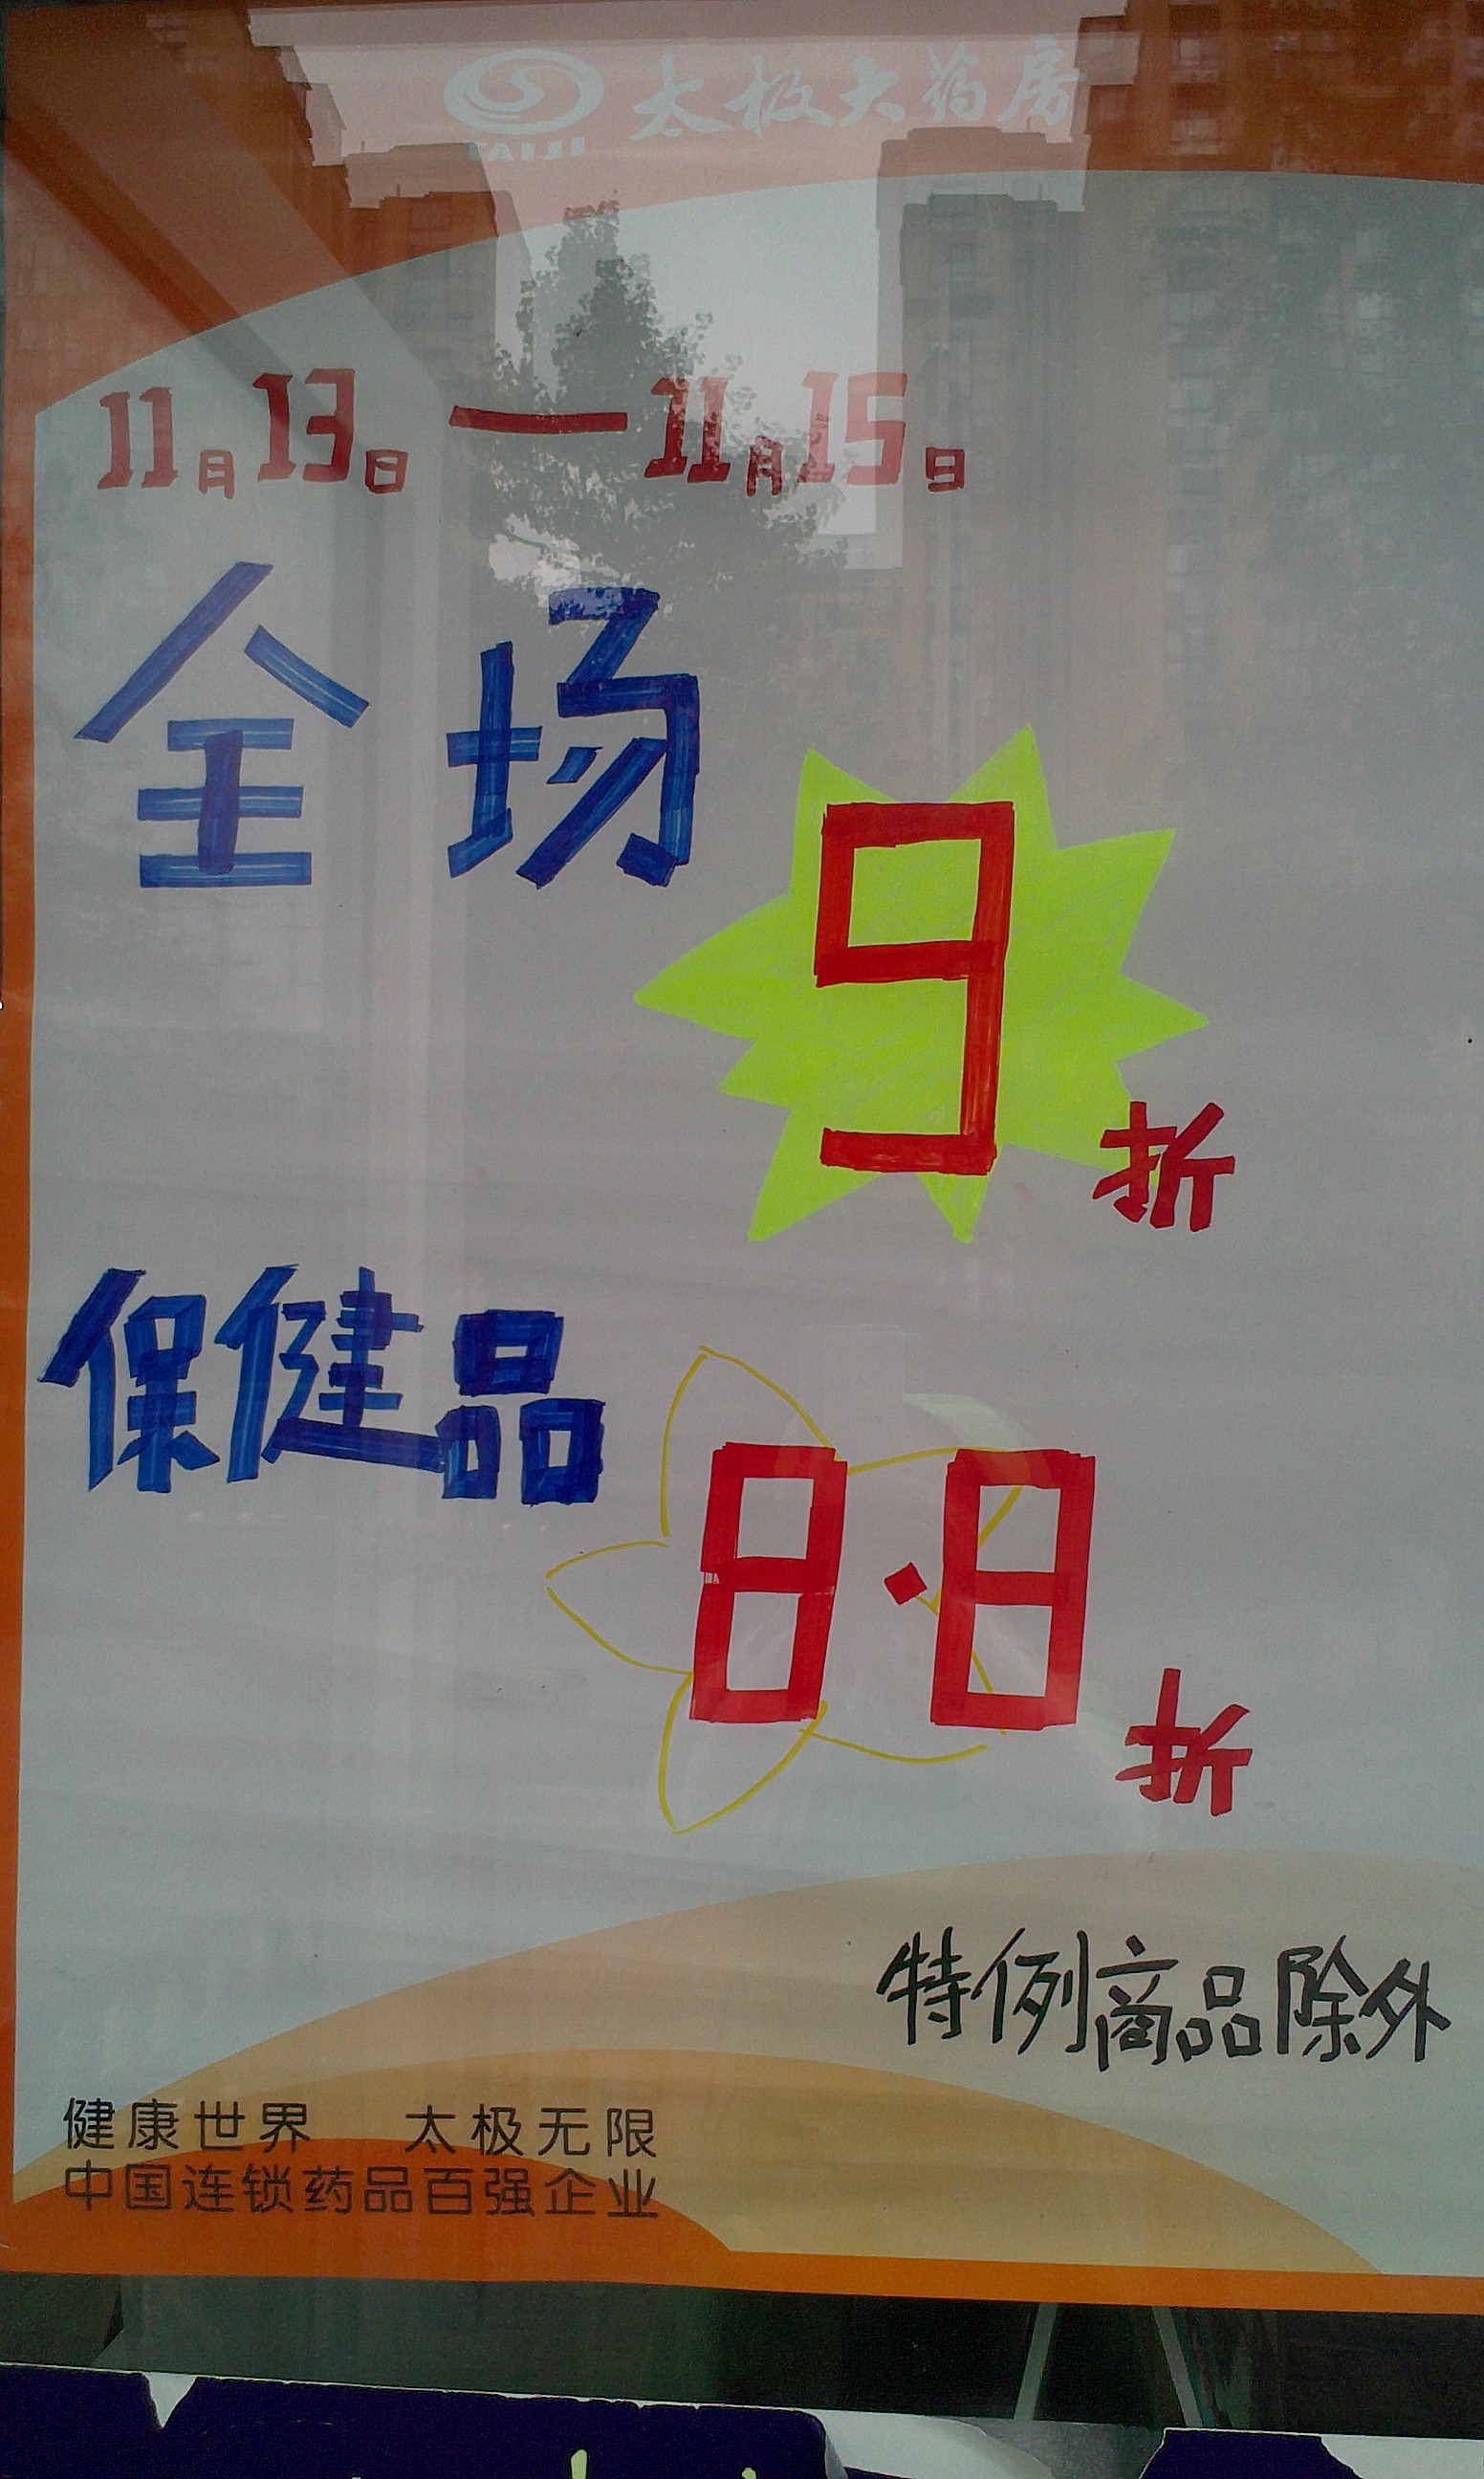 太极大药房
TAIJI
11月13日—11月15日
全场
9折
保健品
8.8折
特例商品除外
健康世界 太极无限
中国连锁药品百强企业